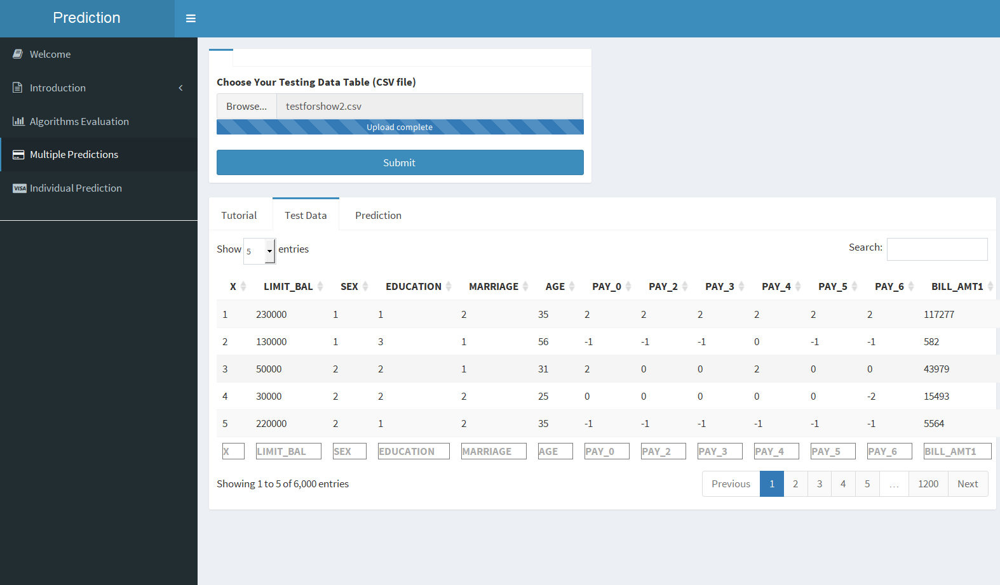 Prediction
Welcome
Introduction
Algorithms Evaluation
Multiple Predictions
VISA Individual Prediction
Choose Your Testing Data Table (CSV file)
Browse... testforshow2.csv
Upload complete
Submit
Tutorial Test Data Prediction
Show 5 entries Search:
X LIMIT_BAL SEX EDUCATION MARRIAGE AGE PAY_0 PAY_2 PAY_3 PAY_4 PAY_5 PAY_6 BILL_AMT1
1 230000 1 1 2 35 2 2 2 2 2 2 117277
2 130000 1 3 1 56 -1 -1 -1 0 -1 -1 582
3 50000 2 2 1 31 2 0 0 2 0 0 43979
4 30000 2 2 2 25 0 0 0 0 0 -2 15493
5 220000 2 1 2 35 -1 -1 -1 -1 -1 -1 5564
X LIMIT_BAL SEX EDUCATION MARRIAGE AGE PAY_0 PAY_2 PAY_3 PAY_4 PAY_5 PAY_6 BILL_AMT1
Showing 1 to 5 of 6,000 entries Previous 1 2 3 4 5 … 1200 Next